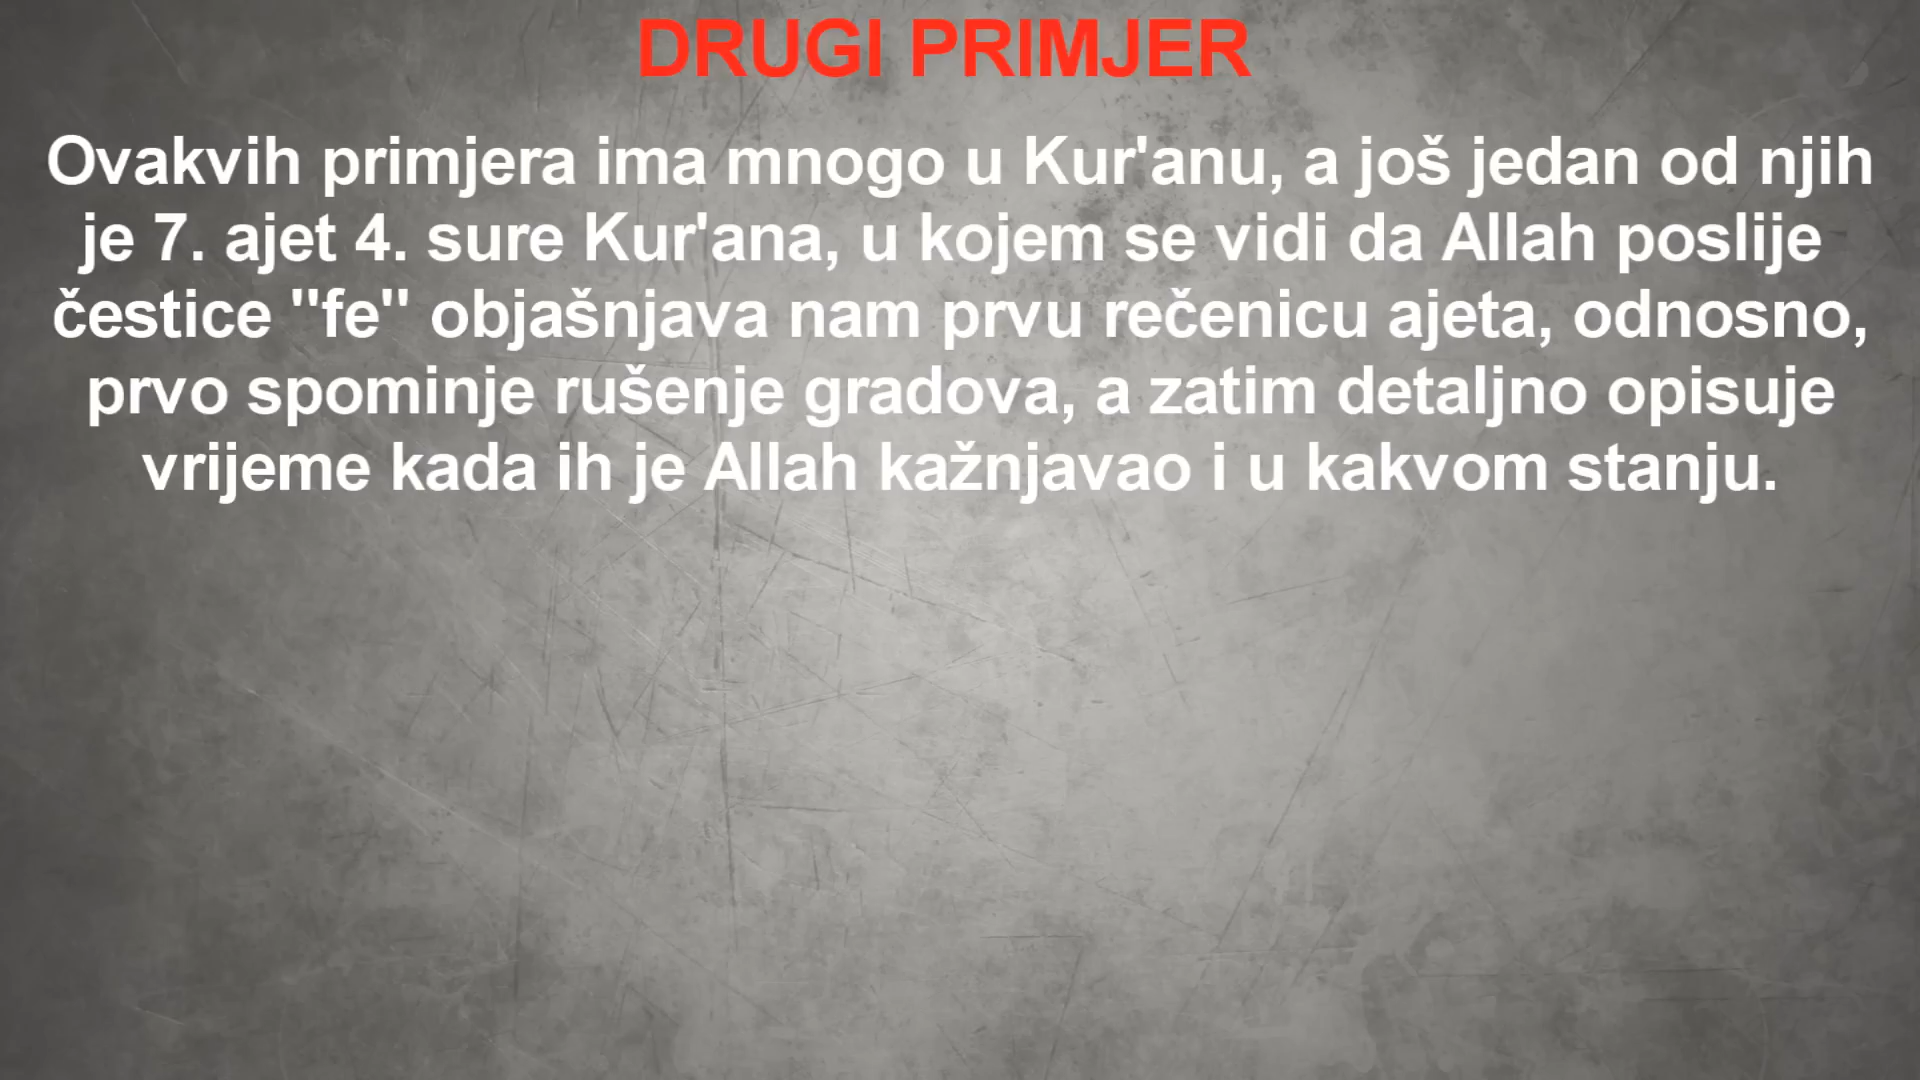 DRUGI PRIMJER
Ovakvih primjera ima mnogo u Kur'anu, a još jedan od njih
je 7. ajet 4. sure Kur'ana, u kojem se vidi da Allah poslije
čestice "fe" objašnjava nam prvu rečenicu ajeta, odnosno,
prvo spominje rušenje gradova, a zatim detaljno opisuje
vrijeme kada ih je Allah kažnjavao i u kakvom stanju.